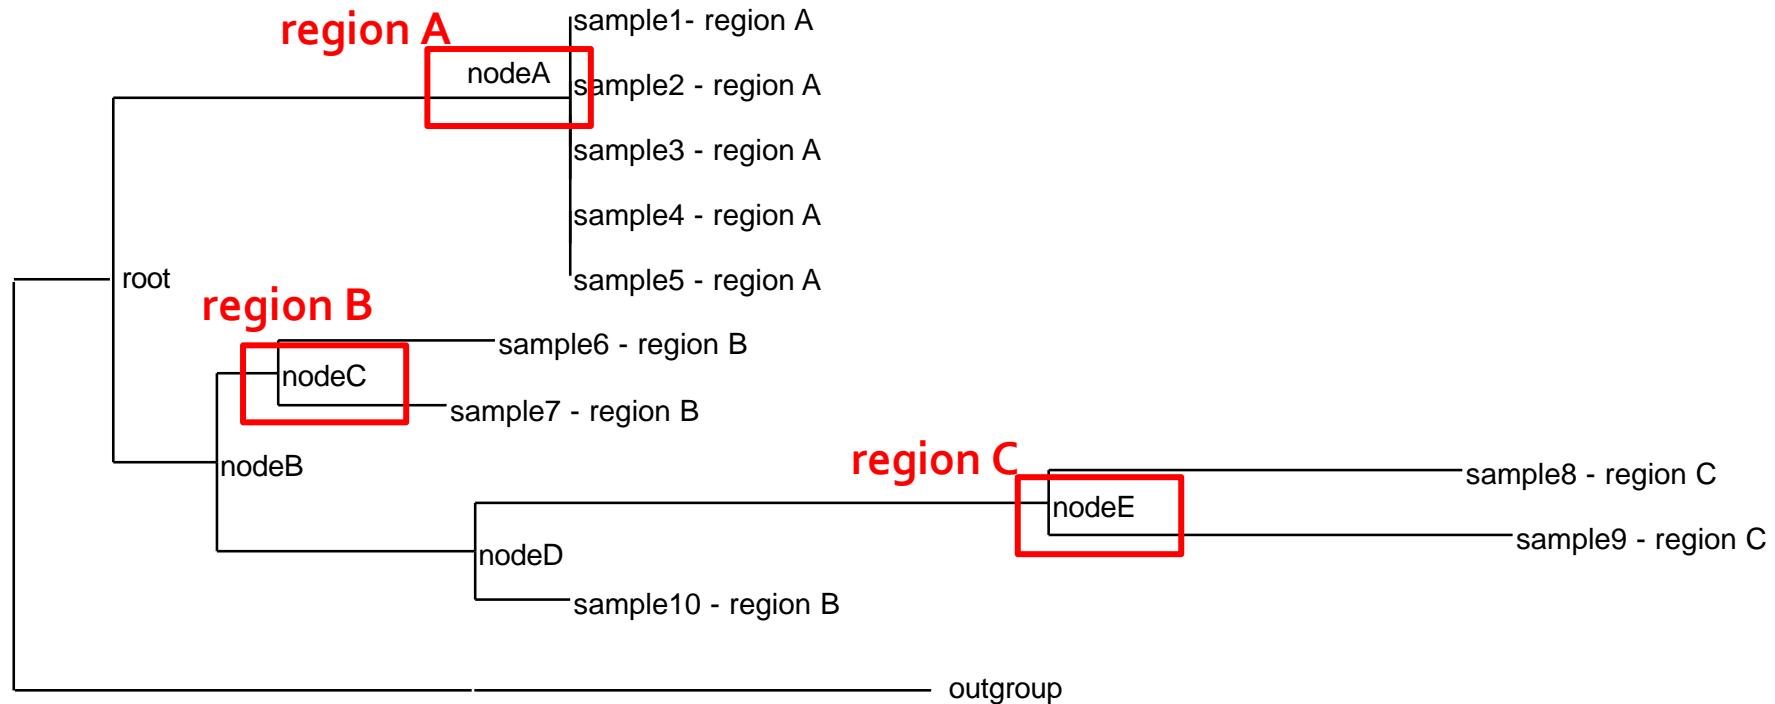 sample1- region A
region A
nodeA
sample2 - region A
sample3 - region A
sample4 - region A
sample5 - region A
root
region B
sample6 - region B
nodeC
sample7 - region B
nodeB
region C
sample8 - region C
nodeE
sample9 - region C
nodeD
sample10 - region B
outgroup